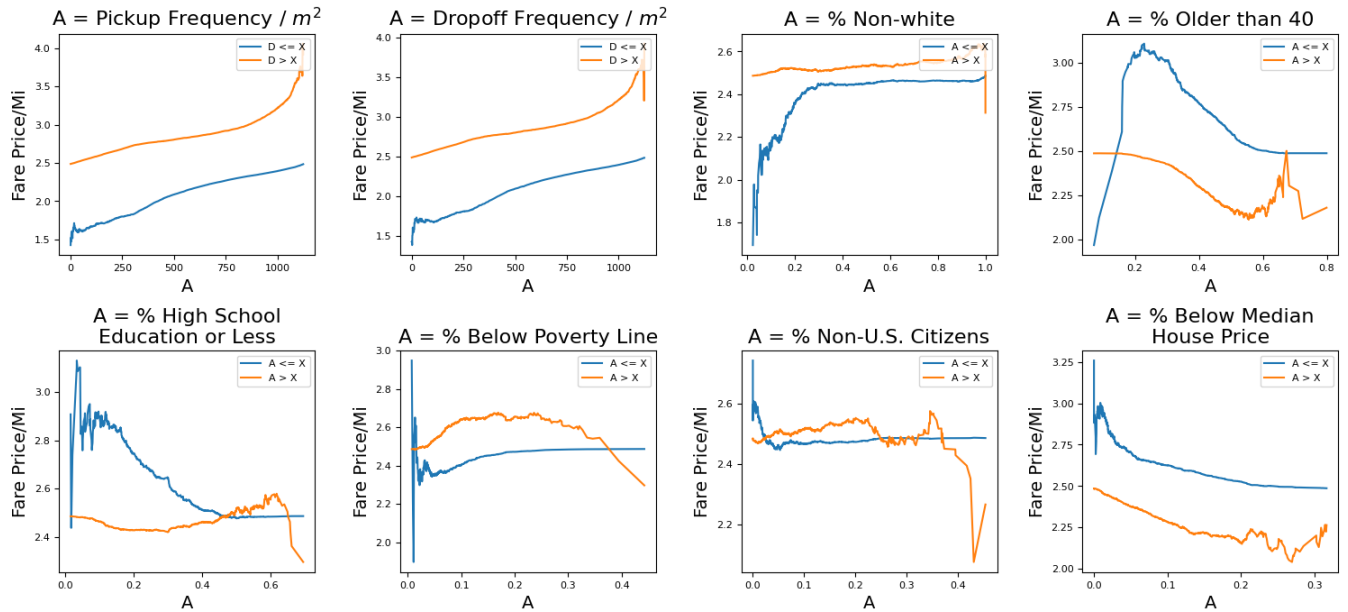 A = Pickup Frequency / m²
A = Dropoff Frequency / m²
A = % Non-white
A = % Older than 40
Fare Price/Mi
4.0
3.5
3.0
2.5
2.0
1.5
D <= X
D > X
0
250
500
750
1000
A
Fare Price/Mi
4.0
3.5
3.0
2.5
2.0
1.5
D <= X
D > X
0
250
500
750
1000
A
Fare Price/Mi
2.6
2.4
2.2
2.0
1.8
A <= X
A > X
0.0
0.2
0.4
0.6
0.8
1.0
A
Fare Price/Mi
3.00
2.75
2.50
2.25
2.00
A <= X
A > X
0.2
0.4
0.6
0.8
A
A = % High School
Education or Less
A = % Below Poverty Line
A = % Non-U.S. Citizens
A = % Below Median
House Price
Fare Price/Mi
3.0
2.8
2.6
2.4
A <= X
A > X
0.0
0.2
0.4
0.6
A
Fare Price/Mi
3.0
2.8
2.6
2.4
2.2
2.0
A <= X
A > X
0.0
0.1
0.2
0.3
0.4
A
Fare Price/Mi
2.6
2.4
2.2
A <= X
A > X
0.0
0.1
0.2
0.3
0.4
A
Fare Price/Mi
3.25
3.00
2.75
2.50
2.25
2.00
A <= X
A > X
0.0
0.1
0.2
0.3
A